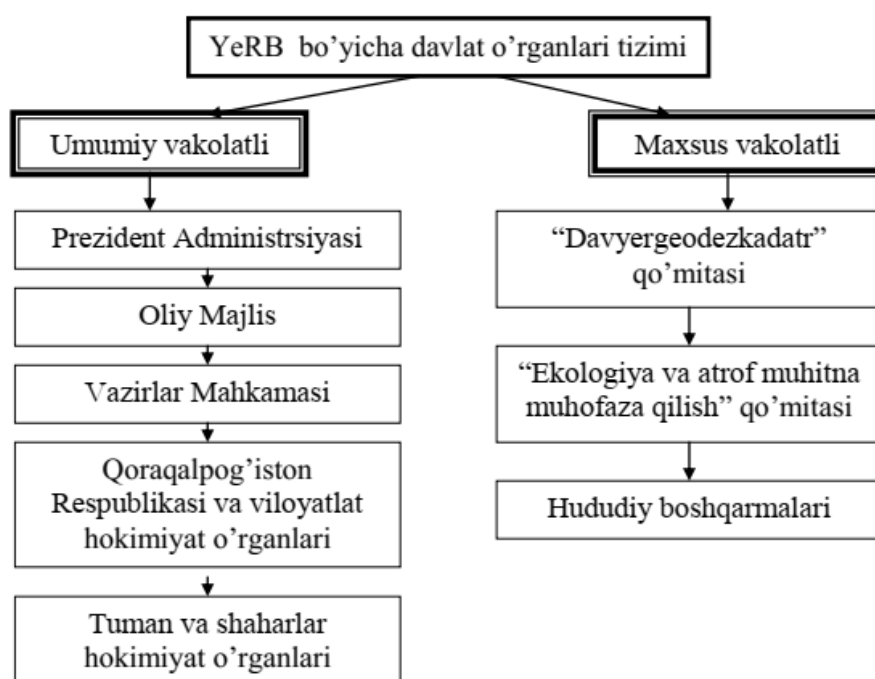 YeRB bo’yicha davlat o’rganlari tizimi
Umumiy vakolatli
Maxsus vakolatli
Prezident Administrsiyasi
Oliy Majlis
Vazirlar Mahkamasi
Qoraqalpog’iston
Respublikasi va viloyatlat
hokimiyat o’rganlari
Tuman va shaharlar
hokimiyat o’rganlari
“Davyergeodezkadatr”
qo’mitasi
“Ekologiya va atrof muhitna
muhofaza qilish” qo’mitasi
Hududiy boshqarmalari